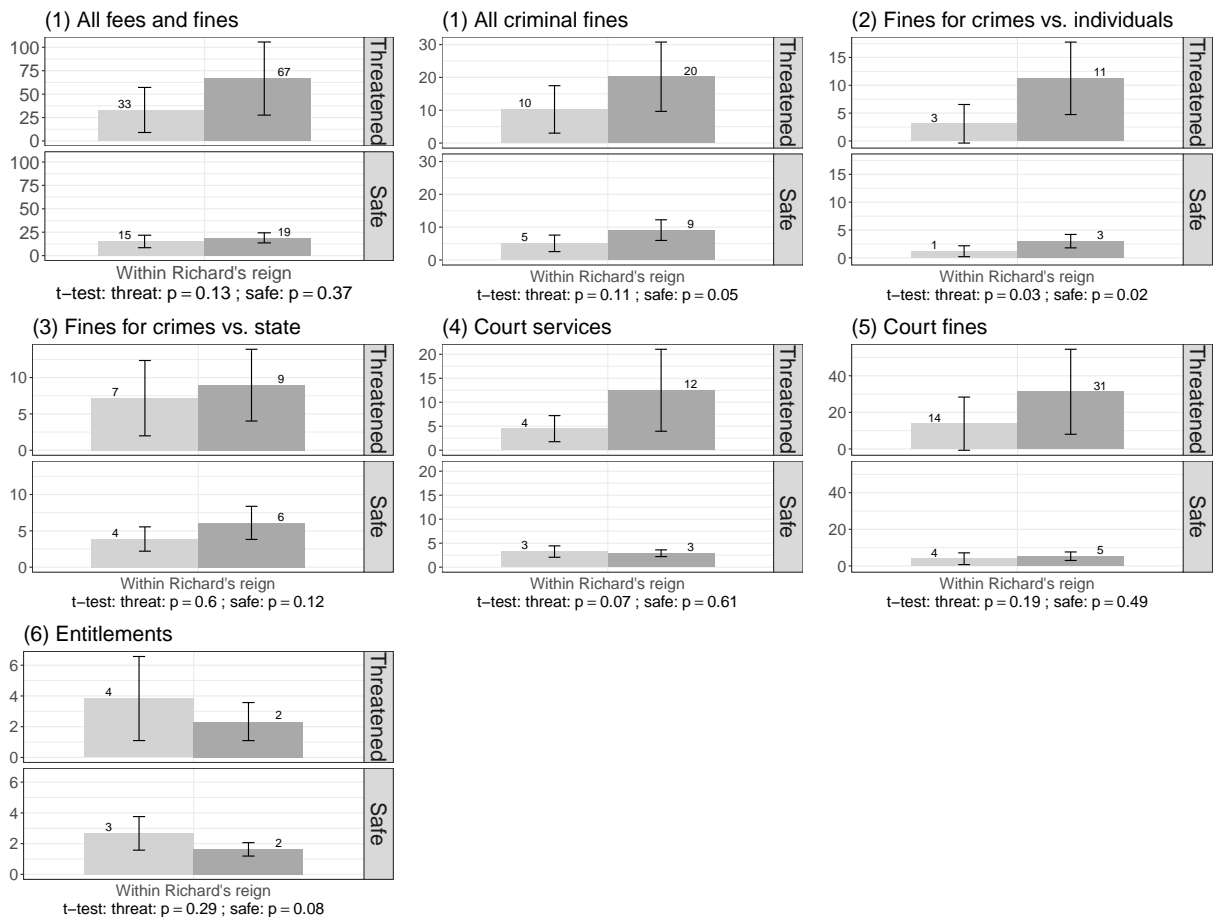 (1) All fees and fines
100
75
50
25
0
33
67
Threatened
100
75
50
25
0
15
19
Safe
Within Richard's reign
t−test: threat: p = 0.13 ; safe: p = 0.37
(1) All criminal fines
30
20
10
0
10
20
Threatened
30
20
10
0
5
9
Safe
Within Richard's reign
t−test: threat: p = 0.11 ; safe: p = 0.05
(2) Fines for crimes vs. individuals
15
10
5
0
3
11
Threatened
15
10
5
0
1
3
Safe
Within Richard's reign
t−test: threat: p = 0.03 ; safe: p = 0.02
(3) Fines for crimes vs. state
10
5
0
7
9
Threatened
10
5
0
4
6
Safe
Within Richard's reign
t−test: threat: p = 0.6 ; safe: p = 0.12
(4) Court services
20
15
10
5
0
4
12
Threatened
20
15
10
5
0
3
3
Safe
Within Richard's reign
t−test: threat: p = 0.07 ; safe: p = 0.61
(5) Court fines
40
20
0
14
31
Threatened
40
20
0
4
5
Safe
Within Richard's reign
t−test: threat: p = 0.19 ; safe: p = 0.49
(6) Entitlements
6
4
2
0
4
2
Threatened
6
4
2
0
3
2
Safe
Within Richard's reign
t−test: threat: p = 0.29 ; safe: p = 0.08